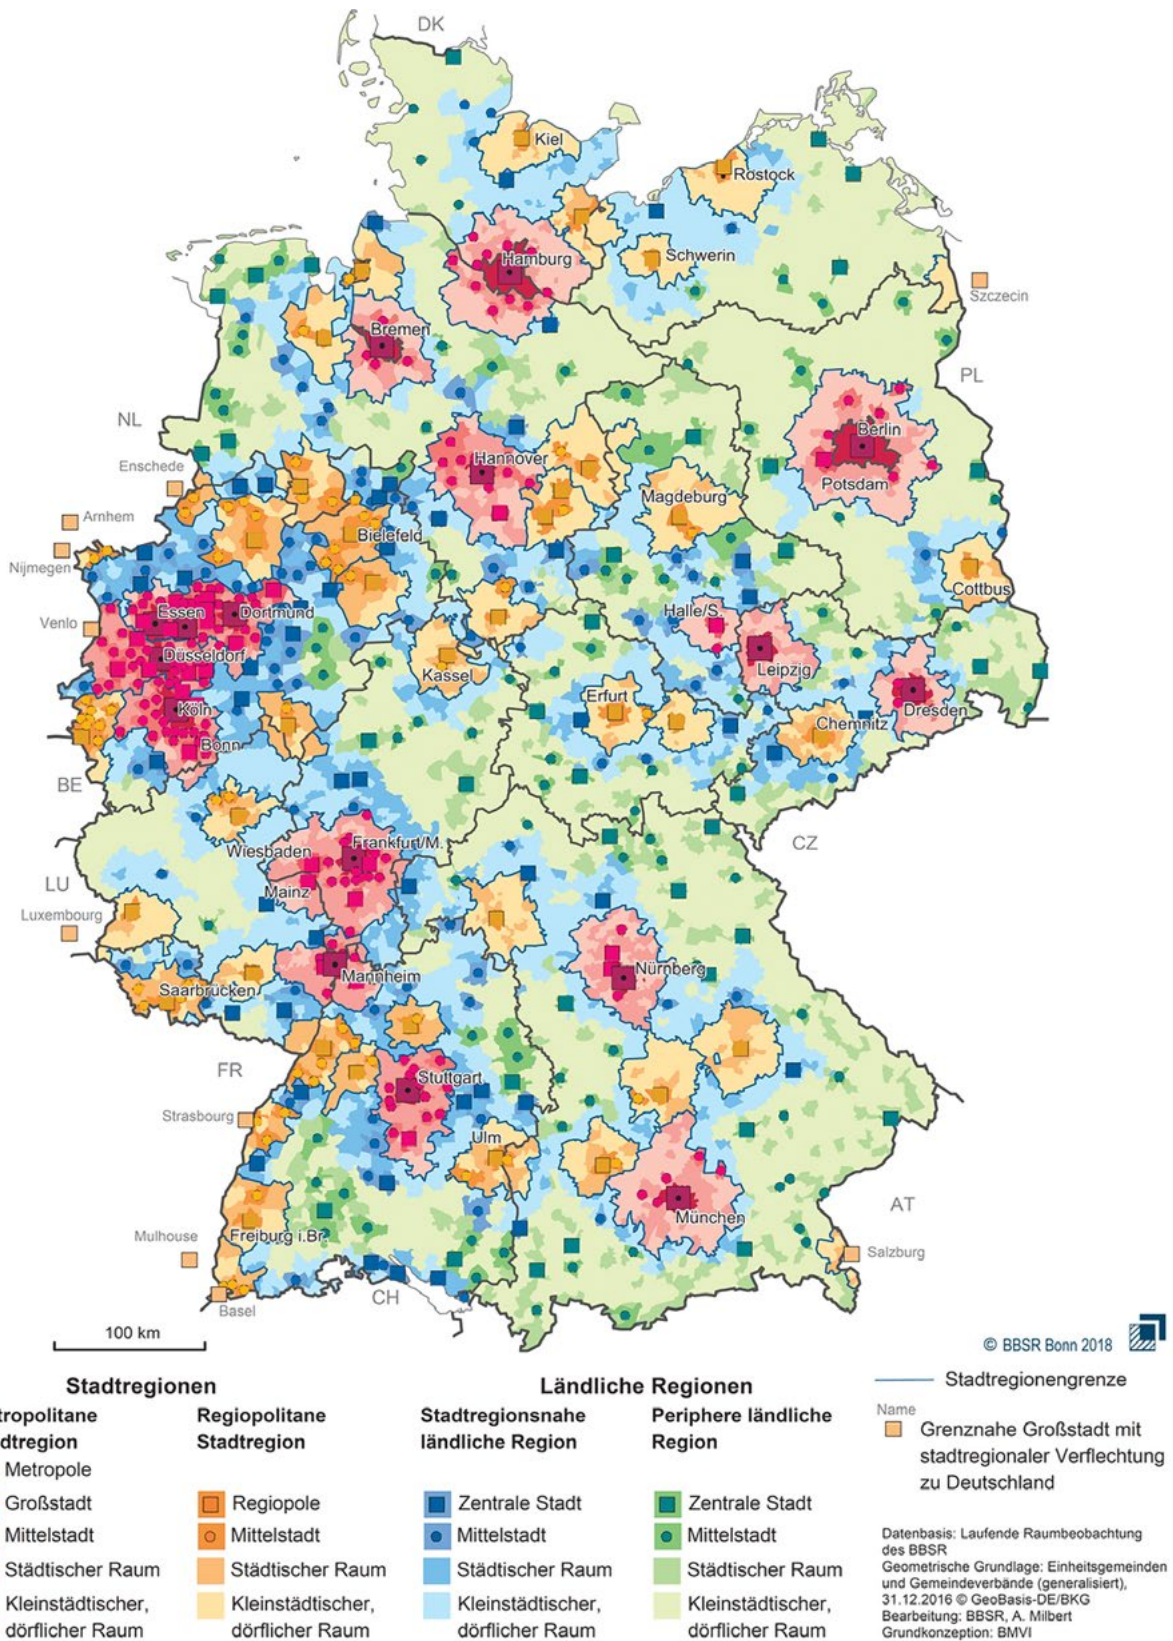 DK
Kiel
Rostock
Hamburg
Schwerin
Szczecin
Bremen
PL
NL
Berlin
Hannover
Enschede
Potsdam
Magdeburg
Arnhem
Bielefeld
Nijmegen
Cottbus
Essen
Dortmund
Halle/S.
Venlo
Düsseldorf
Leipzig
Kassel
Erfurt
Köln
Dresden
Chemnitz
Bonn
BE
CZ
Frankfurt/M.
Wiesbaden
LU
Mainz
Luxembourg
Nürnberg
Mannheim
Saarbrücken
FR
Stuttgart
Strasbourg
Ulm
AT
München
Mulhouse
Freiburg i.Br.
Salzburg
CH
Basel
100 km
© BBSR Bonn 2018
Stadtregionen
tropolitane
dtregion
Metropole
Großstadt
Mittelstadt
Städtischer Raum
Kleinstädtischer,
dörflicher Raum
Regiopolitane
Stadtregion
Regiopole
Mittelstadt
Städtischer Raum
Kleinstädtischer,
dörflicher Raum
Ländliche Regionen
Stadtregionsnahe
ländliche Region
Zentrale Stadt
Mittelstadt
Städtischer Raum
Kleinstädtischer,
dörflicher Raum
Periphere ländliche
Region
Zentrale Stadt
Mittelstadt
Städtischer Raum
Kleinstädtischer,
dörflicher Raum
Stadtregionengrenze
Name
Grenznahe Großstadt mit
stadtregionaler Verflechtung
zu Deutschland
Datenbasis: Laufende Raumbeobachtung
des BBSR
Geometrische Grundlage: Einheitsgemeinden
und Gemeindeverbände (generalisiert),
31.12.2016 © GeoBasis-DE/BKG
Bearbeitung: BBSR, A. Milbert
Grundkonzeption: BMVI